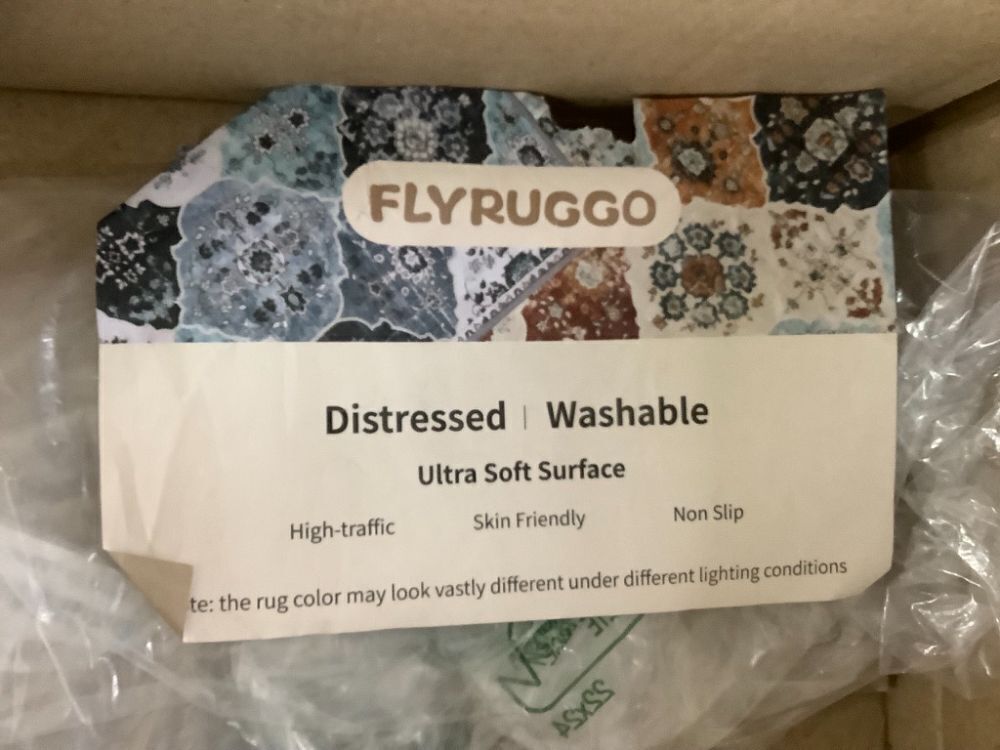 FLYRUGGO
Distressed | Washable
Ultra Soft Surface
High-traffic Skin Friendly Non Slip
te: the rug color may look vastly different under different lighting conditions